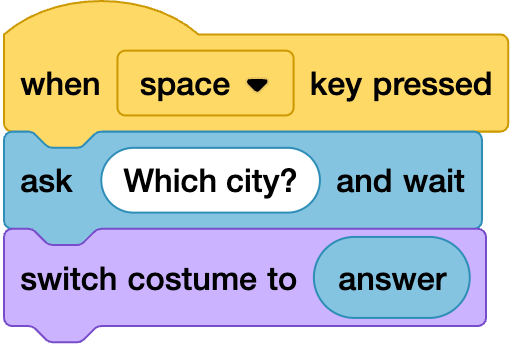 when space key pressed
ask Which city? and wait
switch costume to answer